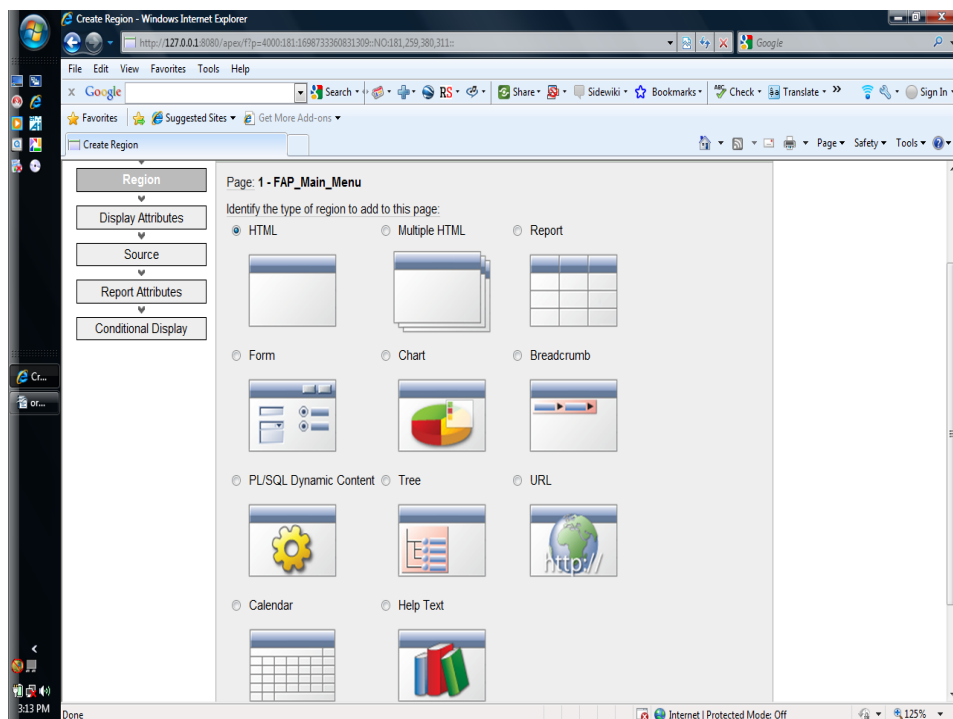 Create Region - Windows Internet Explorer
http://127.0.0.1:8080/apex/f?p=4000:181:1698733360831309::NO:181,259,380,311::
Google
File Edit View Favorites Tools Help
x Google Search RS Share Sidewiki Bookmarks Check Translate Sign In
Favorites Suggested Sites Get More Add-ons
Create Region Page Safety Tools
Region
Display Attributes
Source
Report Attributes
Conditional Display
Page: 1 - FAP_Main_Menu
Identify the type of region to add to this page:
HTML Multiple HTML Report
Form Chart Breadcrumb
PL/SQL Dynamic Content Tree URL
http://
Calendar Help Text
Cr...
or...
3:13 PM
Done Internet | Protected Mode: Off 125%